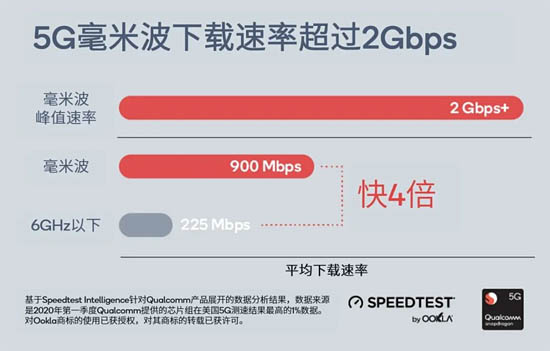 5G毫米波下载速率超过2Gbps
毫米波
峰值速率
2 Gbps+
毫米波
900 Mbps
快4倍
6GHz以下
225 Mbps
平均下载速率
基于Speedtest Intelligence针对Qualcomm产品展开的数据分析结果，数据来源
是2020年第一季度Qualcomm提供的芯片组在美国5G测速结果最高的1%数据。
对Ookla商标的使用已获授权，对其商标的转载已获许可。
SPEEDTEST
by OOKLA
5G
Qualcomm
snapdragon